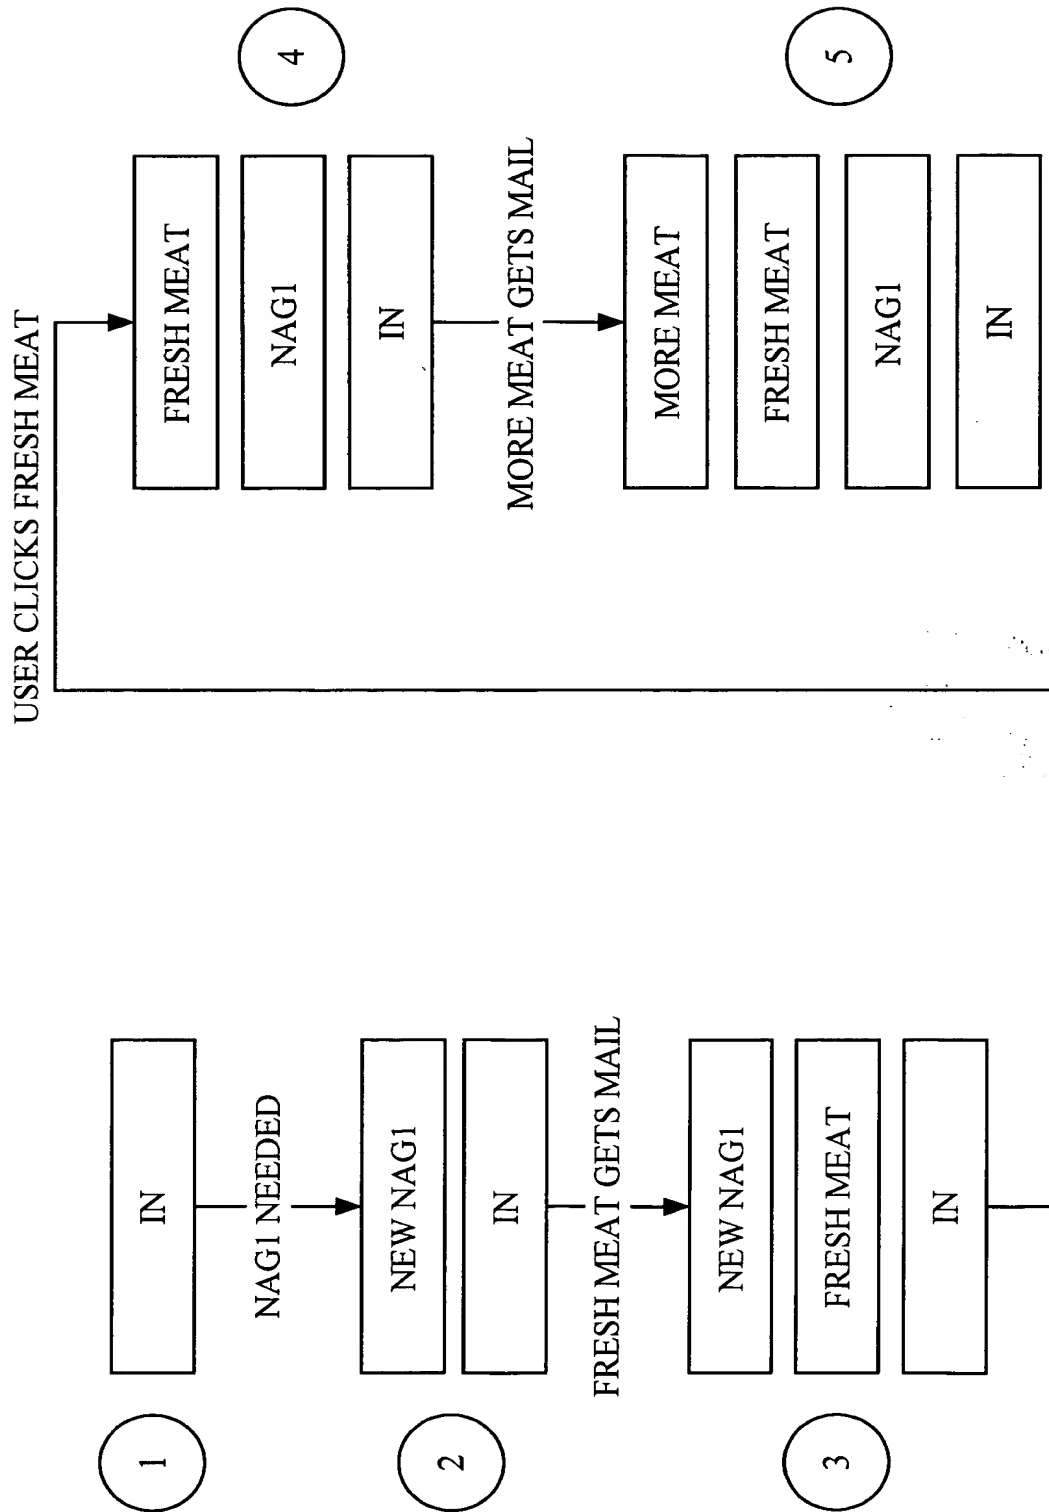 1
IN
NAG1 NEEDED
2
NEW NAG1
IN
FRESH MEAT GETS MAIL
3
NEW NAG1
FRESH MEAT
IN
USER CLICKS FRESH MEAT
FRESH MEAT
4
NAG1
IN
MORE MEAT GETS MAIL
MORE MEAT
5
FRESH MEAT
NAG1
IN